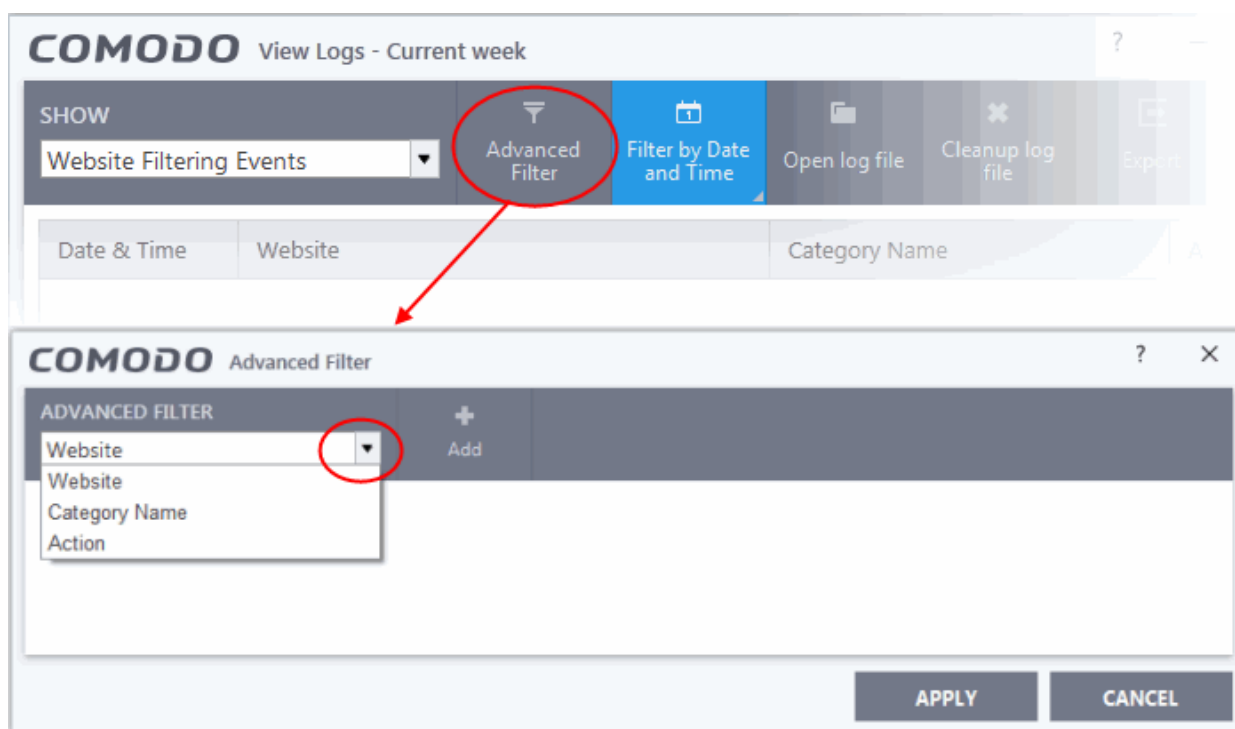 COMODO View Logs - Current week
?
SHOW
Website Filtering Events
Advanced
Filter
1
Filter by Date
and Time
Open log file
Cleanup log
file
Export
Date & Time
Website
Category Name
A
COMODO Advanced Filter
?
ADVANCED FILTER
Website
Add
Website
Category Name
Action
APPLY
CANCEL